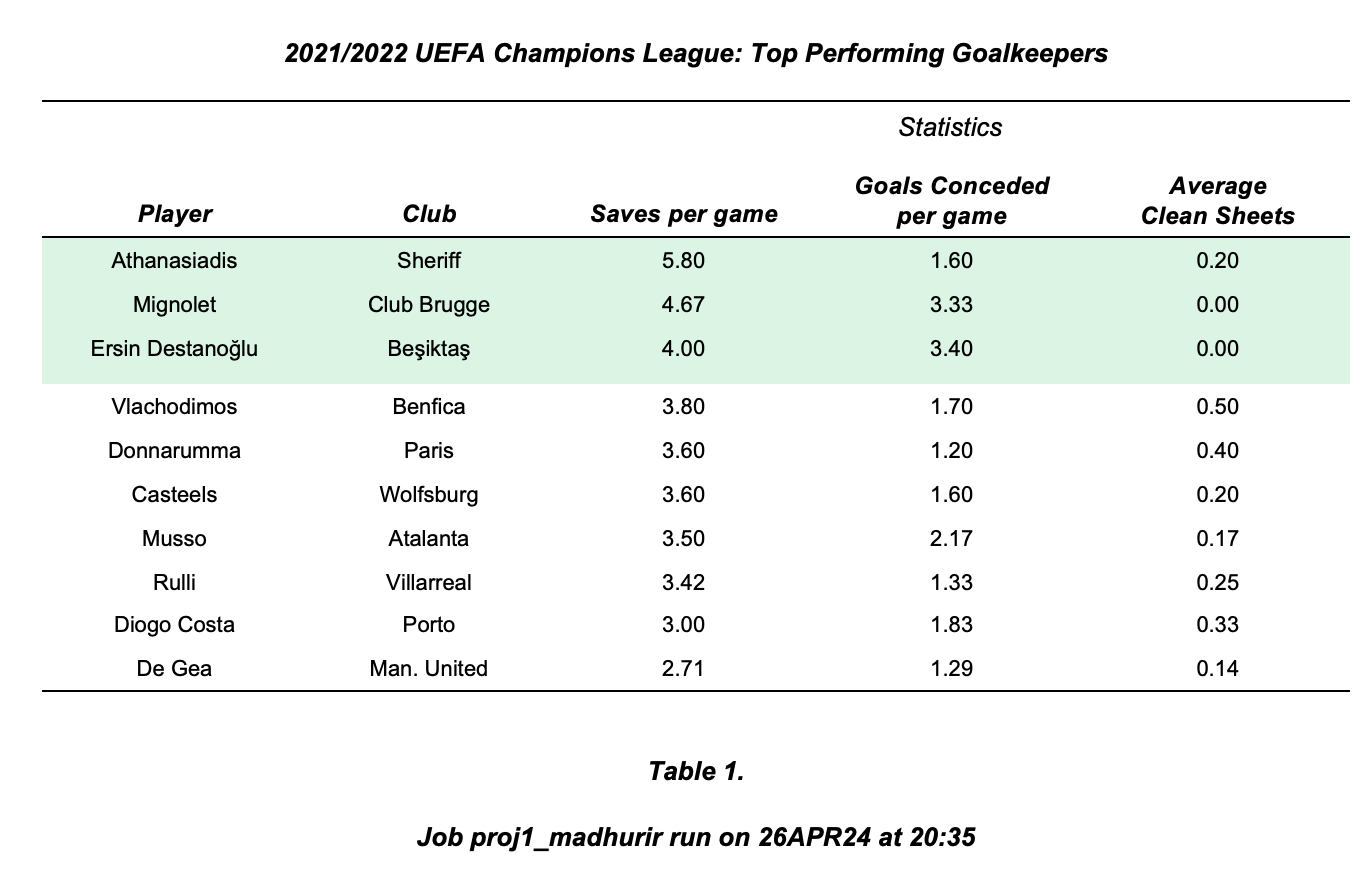 2021/2022 UEFA Champions League: Top Performing Goalkeepers
Statistics
Player Club Saves per game Goals Conceded per game Average Clean Sheets
Athanasiadis Sheriff 5.80 1.60 0.20
Mignolet Club Brugge 4.67 3.33 0.00
Ersin Destanoğlu Beşiktaş 4.00 3.40 0.00
Vlachodimos Benfica 3.80 1.70 0.50
Donnarumma Paris 3.60 1.20 0.40
Casteels Wolfsburg 3.60 1.60 0.20
Musso Atalanta 3.50 2.17 0.17
Rulli Villarreal 3.42 1.33 0.25
Diogo Costa Porto 3.00 1.83 0.33
De Gea Man. United 2.71 1.29 0.14
Table 1.
Job proj1_madhurir run on 26APR24 at 20:35